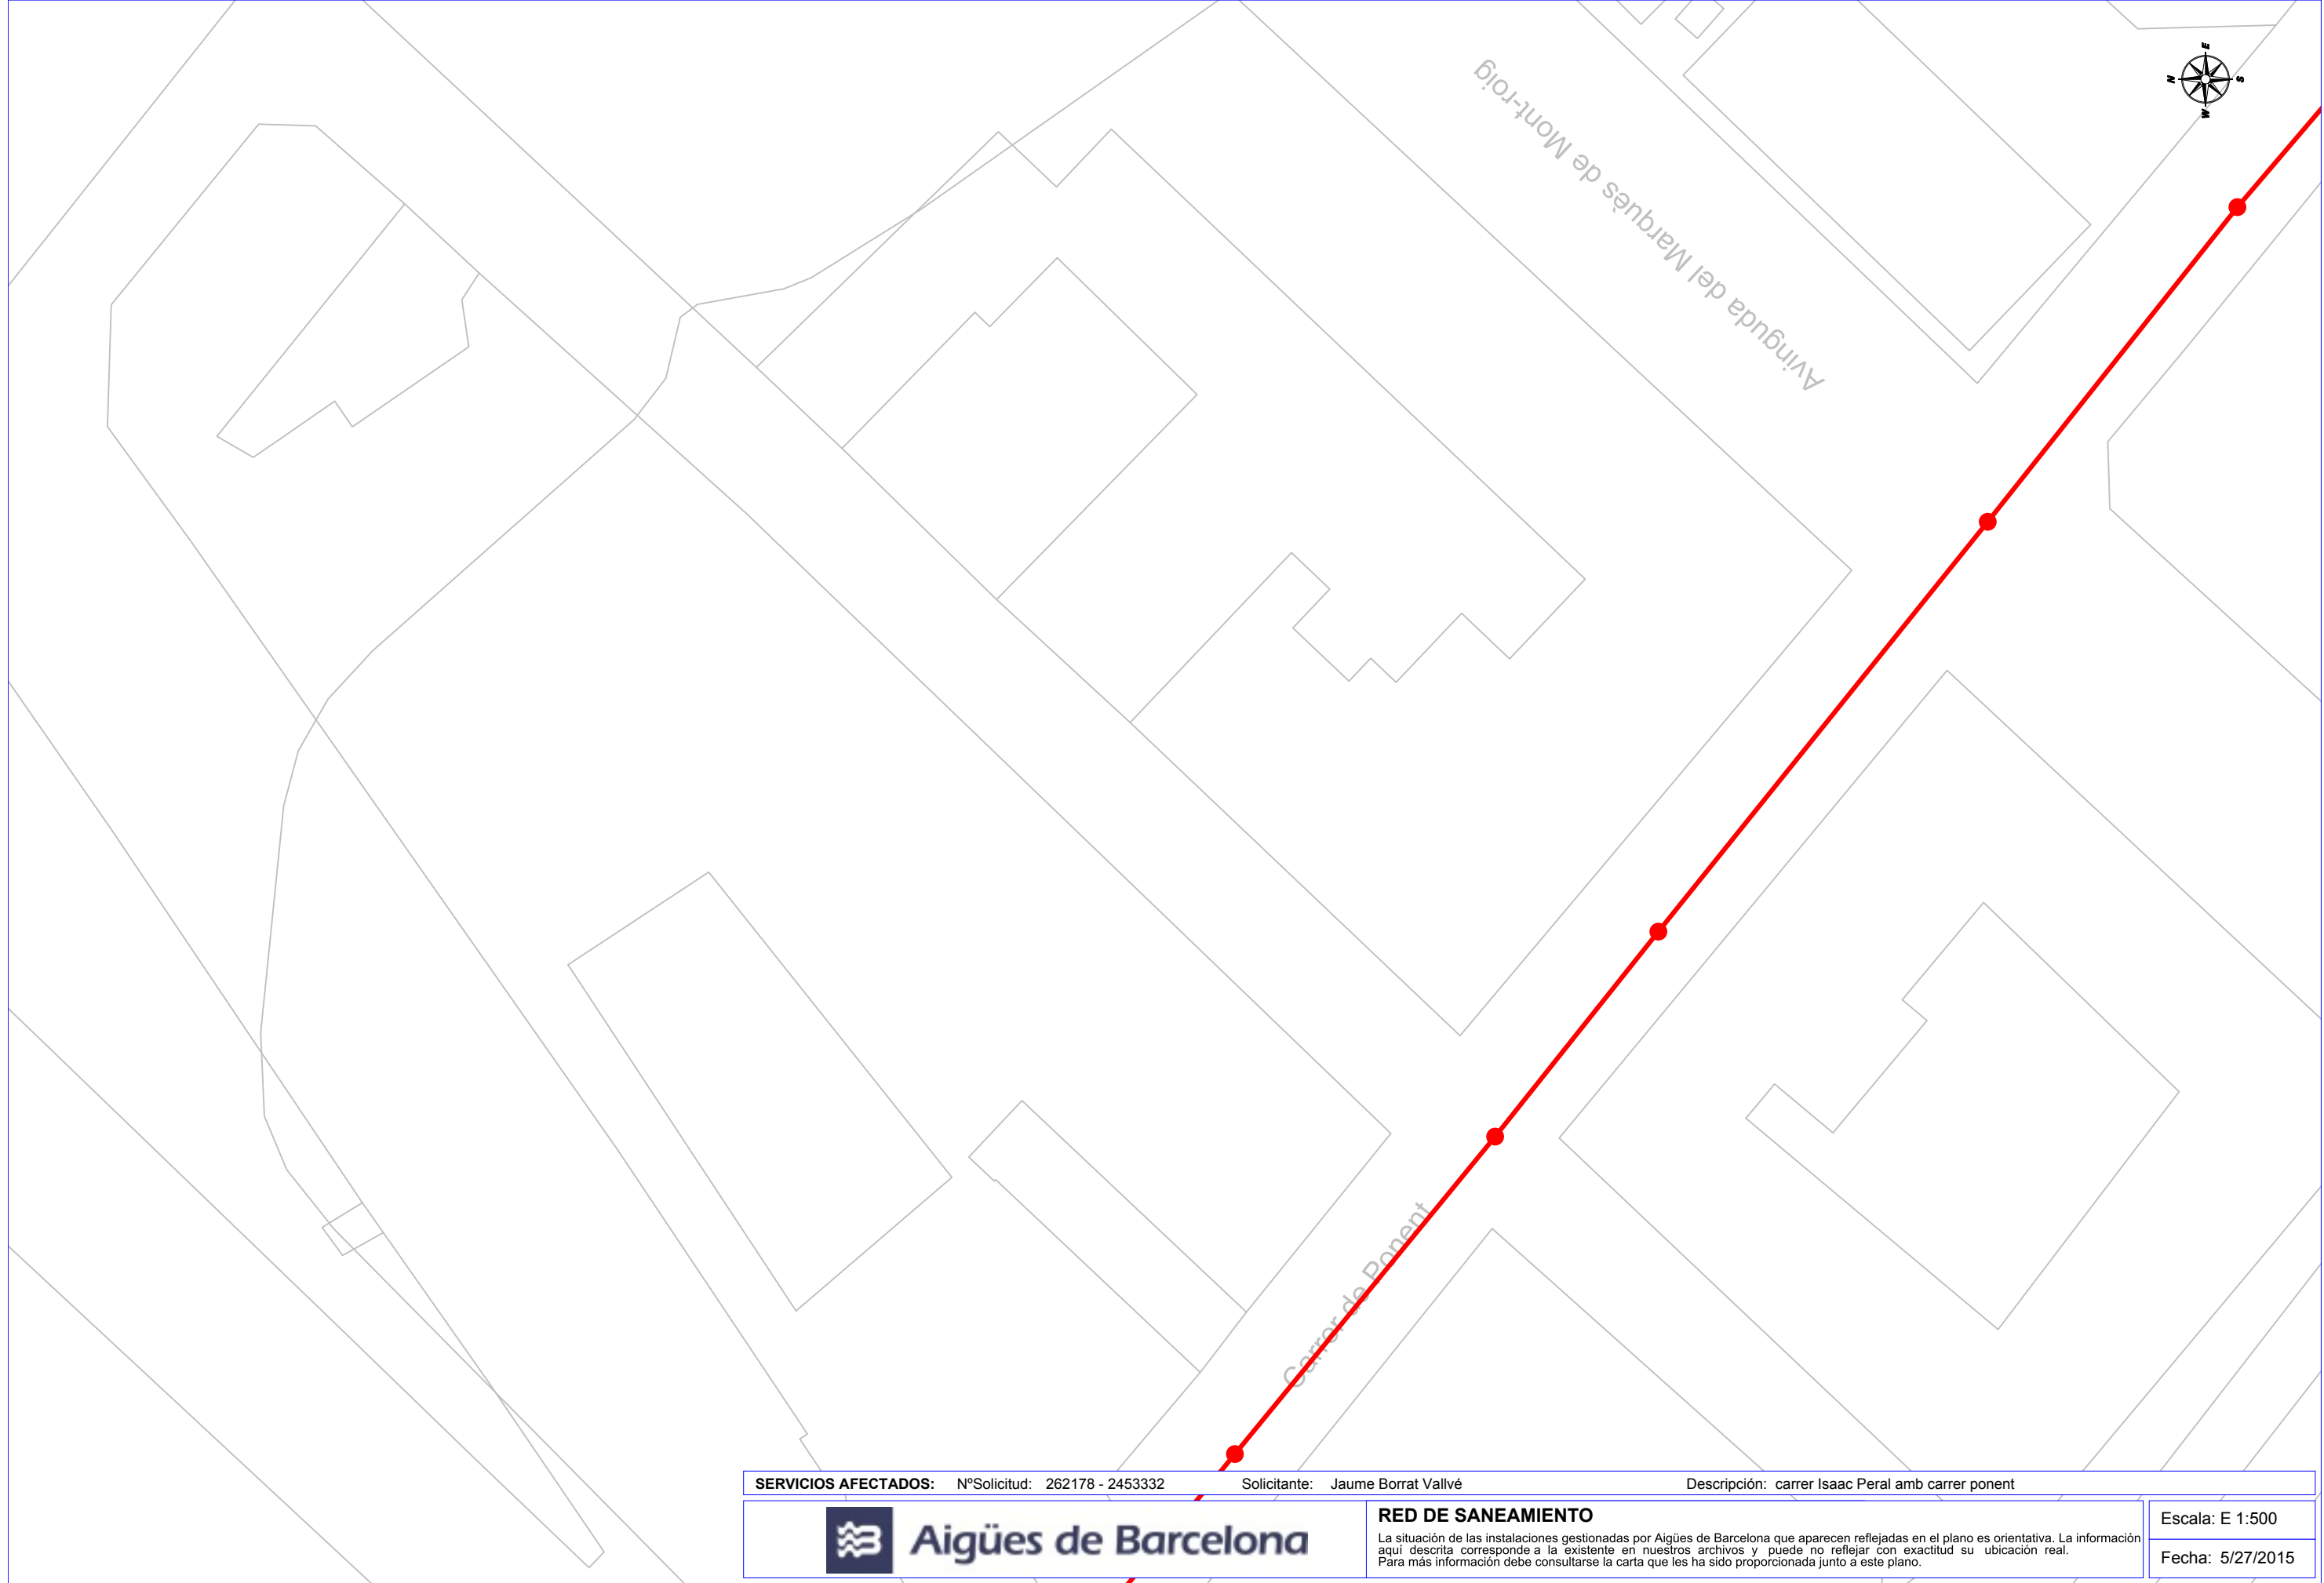 E
N
S
W
Avinguda del Marquès de Mont-roig
Carrer de Ponent
SERVICIOS AFECTADOS: NºSolicitud: 262178 - 2453332 Solicitante: Jaume Borrat Vallvé Descripción: carrer Isaac Peral amb carrer ponent
Aigües de Barcelona
RED DE SANEAMIENTO
La situación de las instalaciones gestionadas por Aigües de Barcelona que aparecen reflejadas en el plano es orientativa. La información
aquí descrita corresponde a la existente en nuestros archivos y puede no reflejar con exactitud su ubicación real.
Para más información debe consultarse la carta que les ha sido proporcionada junto a este plano.
Escala: E 1:500
Fecha: 5/27/2015